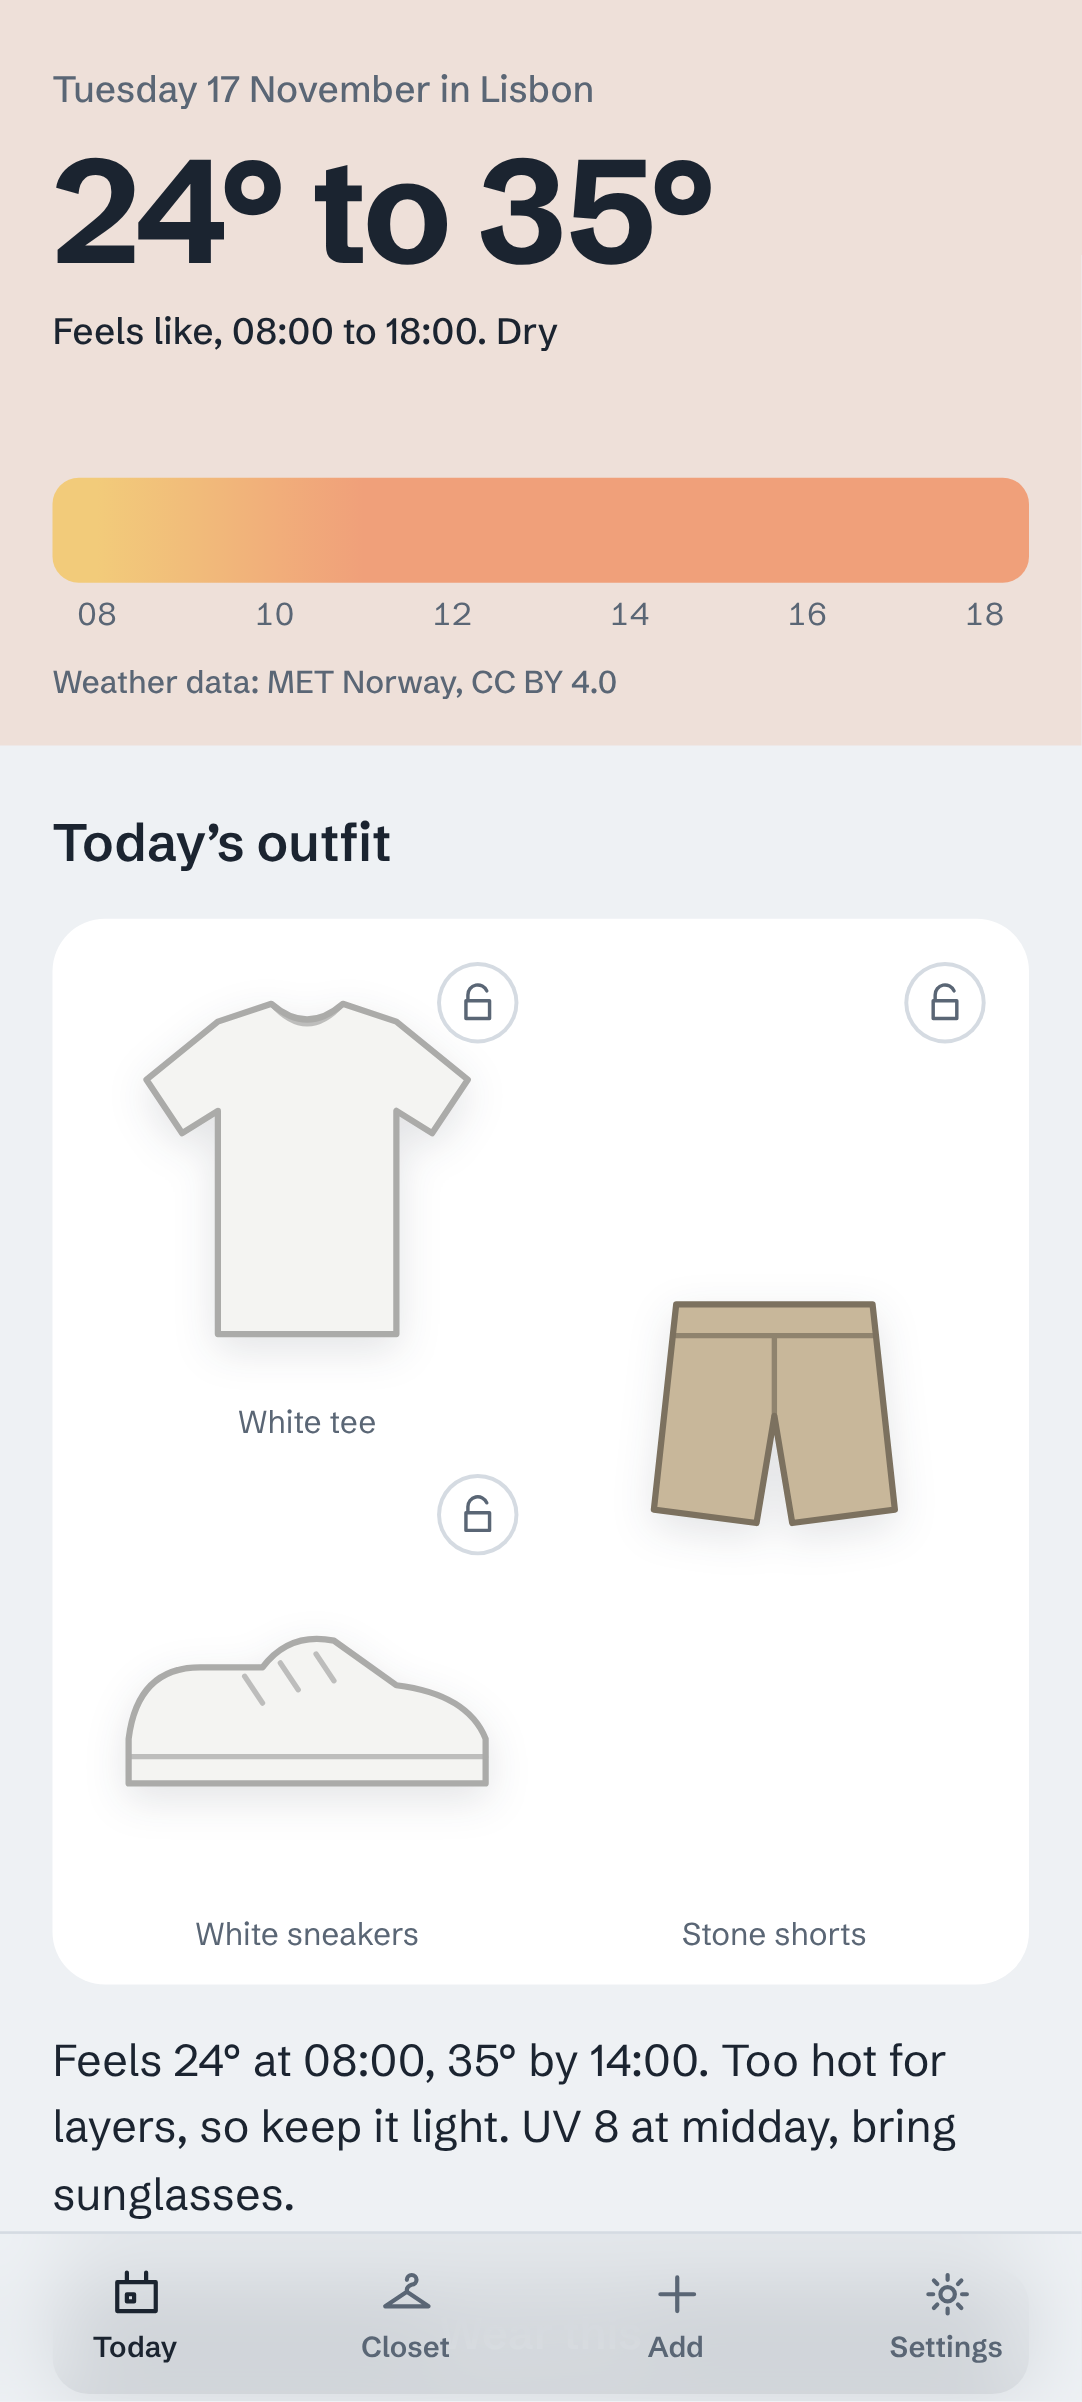 Tuesday 17 November in Lisbon
24° to 35°
Feels like, 08:00 to 18:00. Dry
08 10 12 14 16 18
Weather data: MET Norway, CC BY 4.0
Today’s outfit
White tee
White sneakers
Stone shorts
Feels 24° at 08:00, 35° by 14:00. Too hot for
layers, so keep it light. UV 8 at midday, bring
sunglasses.
Today Closet Add Settings